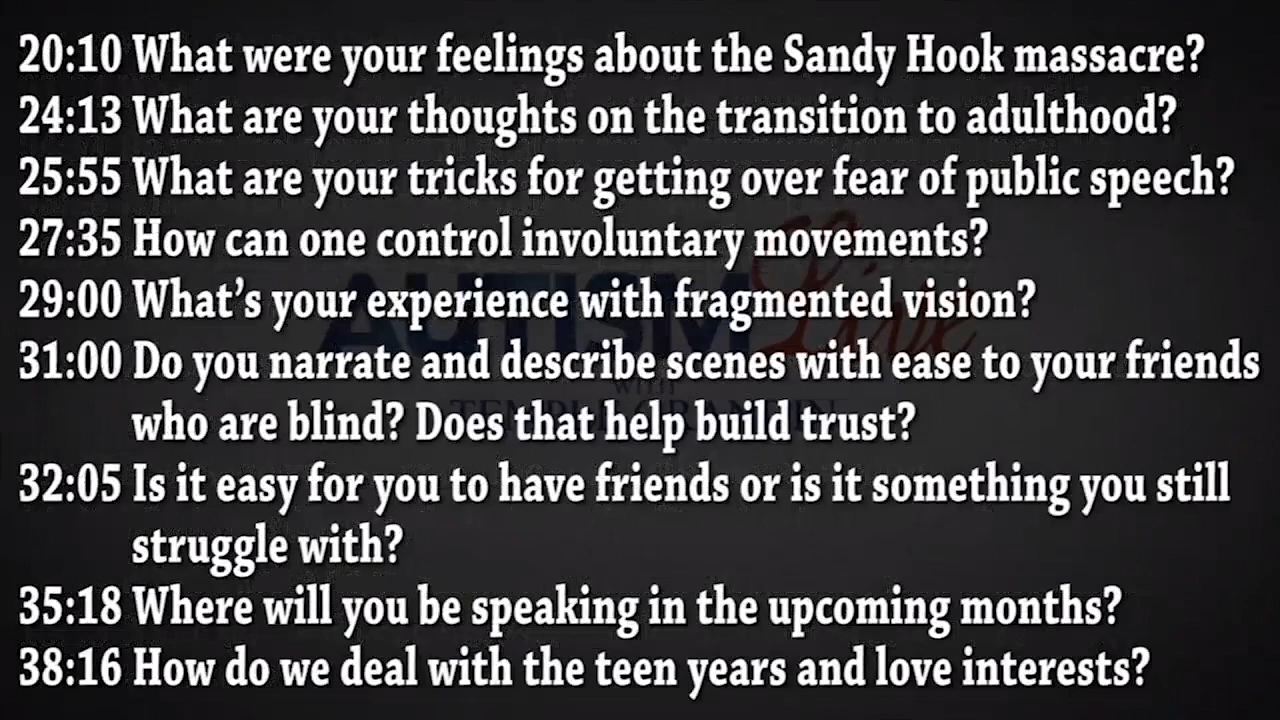 20:10 What were your feelings about the Sandy Hook massacre?
24:13 What are your thoughts on the transition to adulthood?
25:55 What are your tricks for getting over fear of public speech?
27:35 How can one control involuntary movements?
29:00 What’s your experience with fragmented vision?
31:00 Do you narrate and describe scenes with ease to your friends
who are blind? Does that help build trust?
32:05 Is it easy for you to have friends or is it something you still
struggle with?
35:18 Where will you be speaking in the upcoming months?
38:16 How do we deal with the teen years and love interests?
AUTISM Live
with
TEMPLE GRANDIN